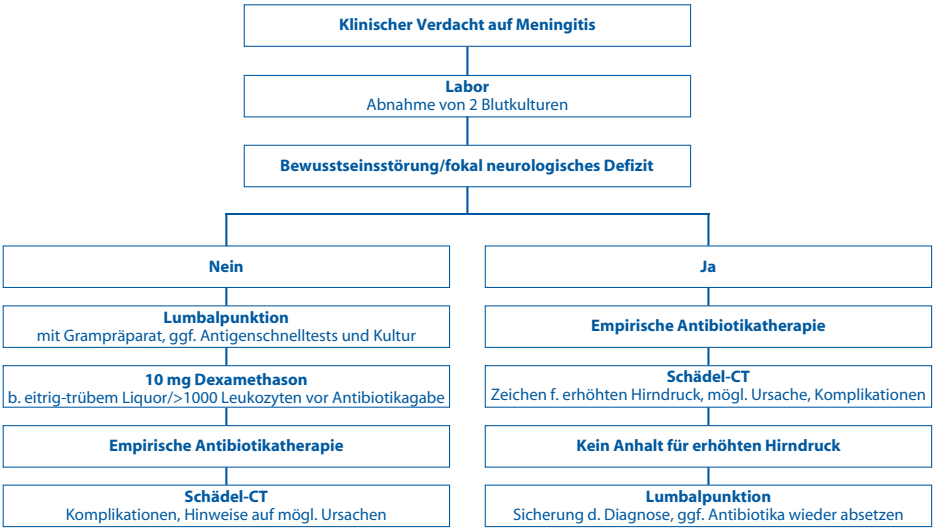 Klinischer Verdacht auf Meningitis
Labor
Abnahme von 2 Blutkulturen
Bewusstseinsstörung/fokal neurologisches Defizit
Nein
Lumbalpunktion
mit Grampräparat, ggf. Antigenschnelltests und Kultur
10 mg Dexamethason
b. eitrig-trübem Liquor/>1000 Leukozyten vor Antibiotikagabe
Empirische Antibiotikatherapie
Schädel-CT
Komplikationen, Hinweise auf mögl. Ursachen
Ja
Empirische Antibiotikatherapie
Schädel-CT
Zeichen f. erhöhten Hirndruck, mögl. Ursache, Komplikationen
Kein Anhalt für erhöhten Hirndruck
Lumbalpunktion
Sicherung d. Diagnose, ggf. Antibiotika wieder absetzen